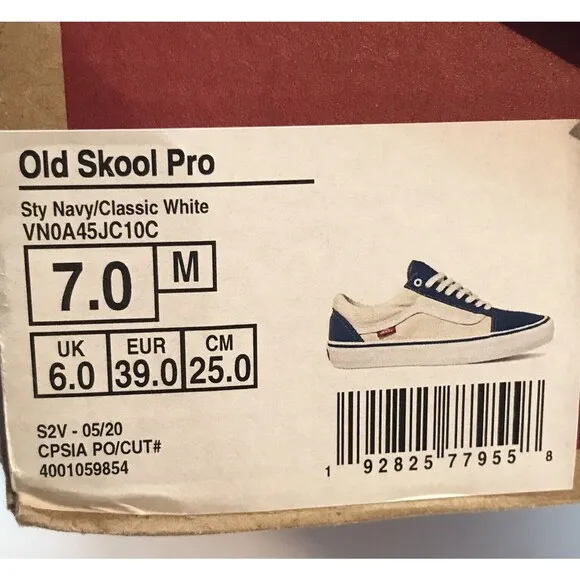 Old Skool Pro
Sty Navy/Classic White
VN0A45JC10C
7.0 M
UK EUR CM
6.0 39.0 25.0
S2V - 05/20
CPSIA PO/CUT#
4001059854
1 92825 77955 8